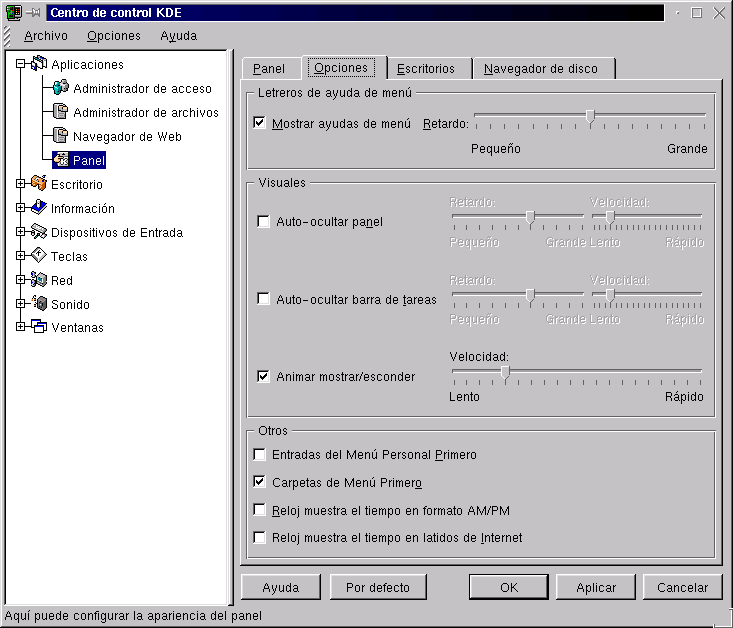 Centro de control KDE
Archivo Opciones Ayuda
Aplicaciones
Administrador de acceso
Administrador de archivos
Navegador de Web
Panel
Escritorio
Información
Dispositivos de Entrada
Teclas
Red
Sonido
Ventanas
Panel Opciones Escritorios Navegador de disco
Letreros de ayuda de menú
Mostrar ayudas de menú Retardo:
Pequeño Grande
Visuales
Retardo: Velocidad:
Auto-ocultar panel
Pequeño Grande Lento Rápido
Retardo: Velocidad:
Auto-ocultar barra de tareas
Pequeño Grande Lento Rápido
Velocidad:
Animar mostrar/esconder
Lento Rápido
Otros
Entradas del Menú Personal Primero
Carpetas de Menú Primero
Reloj muestra el tiempo en formato AM/PM
Reloj muestra el tiempo en latidos de Internet
Ayuda Por defecto OK Aplicar Cancelar
Aquí puede configurar la apariencia del panel